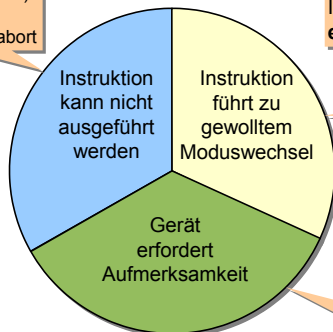 abort
Instruktion
kann nicht
ausgeführt
werden
Instruktion
führt zu
gewolltem
Moduswechsel
Gerät
erfordert
Aufmerksamkeit